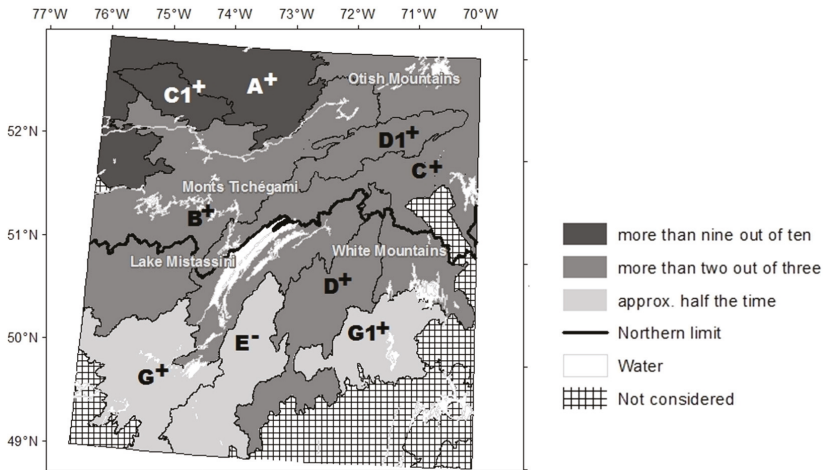 77°W 76°W 75°W 74°W 73°W 72°W 71°W 70°W
Otish Mountains
C1+ A+
52°N
D1+
C+
Monts Tichégami
B+
51°N
Lake Mistassini
White Mountains
D+
50°N
E-
G1+
G+
49°N
more than nine out of ten
more than two out of three
approx. half the time
Northern limit
Water
Not considered